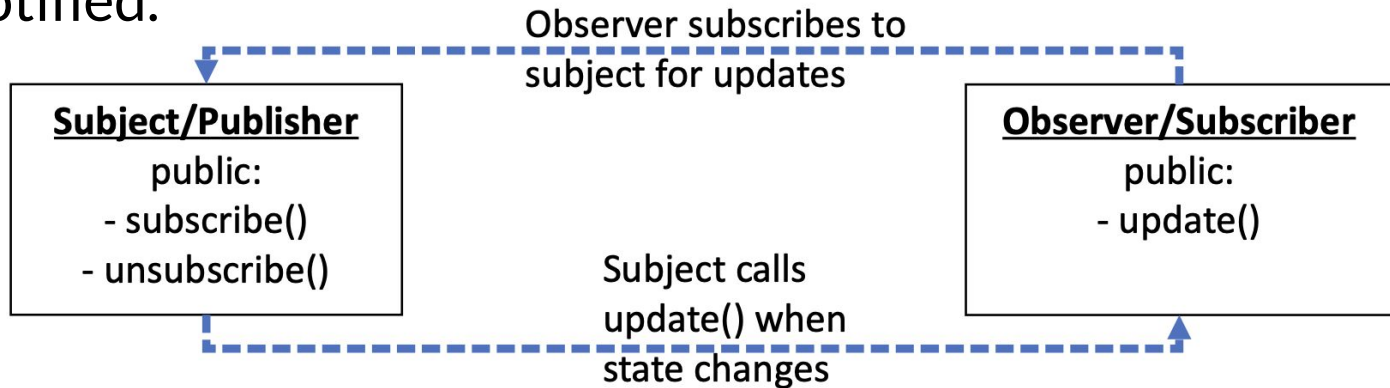 Observer subscribes to
subject for updates
Subject/Publisher
public:
- subscribe()
- unsubscribe()
Observer/Subscriber
public:
- update()
Subject calls
update() when
state changes